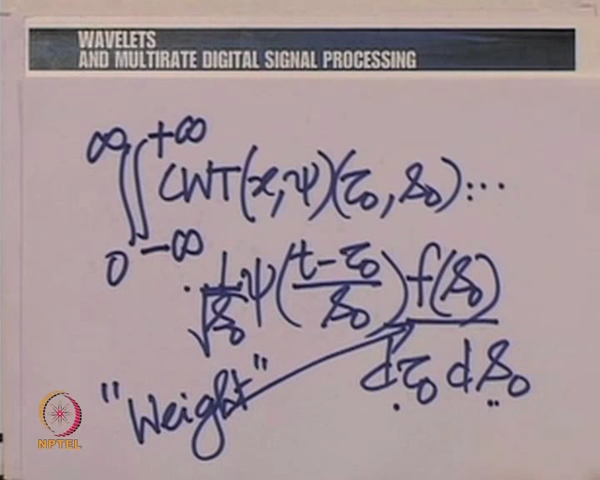 WAVELETS
AND MULTIRATE DIGITAL SIGNAL PROCESSING
∞ +∞
∬ CWT(x,ψ)(τ₀, s₀)...
0 -∞
· 1/√s₀ ψ((t-τ₀)/s₀) f(s₀)
"Weight" dτ₀ ds₀
NPTEL